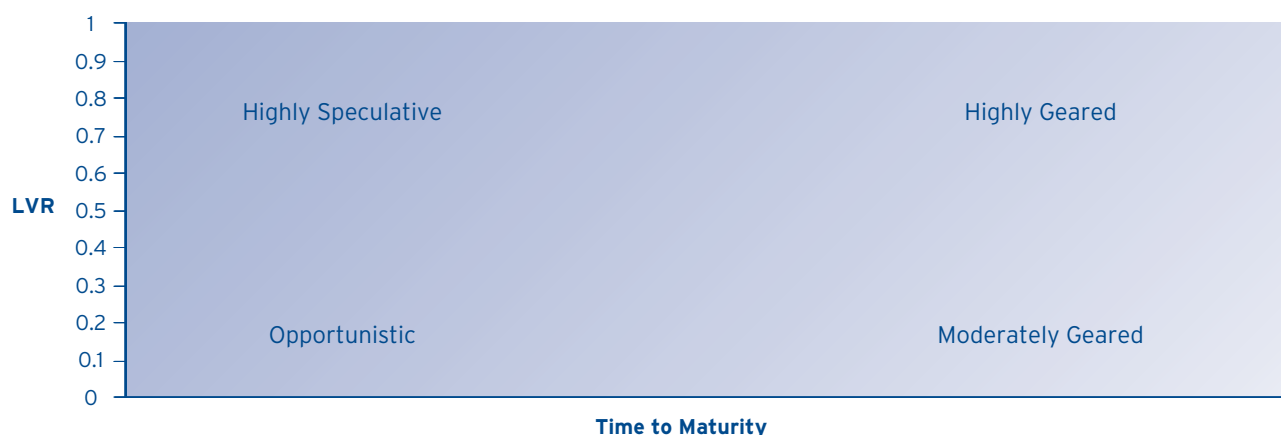 1
0.9
0.8
Highly Speculative Highly Geared
0.7
0.6
LVR 0.5
0.4
0.3
0.2
Opportunistic Moderately Geared
0.1
0
Time to Maturity